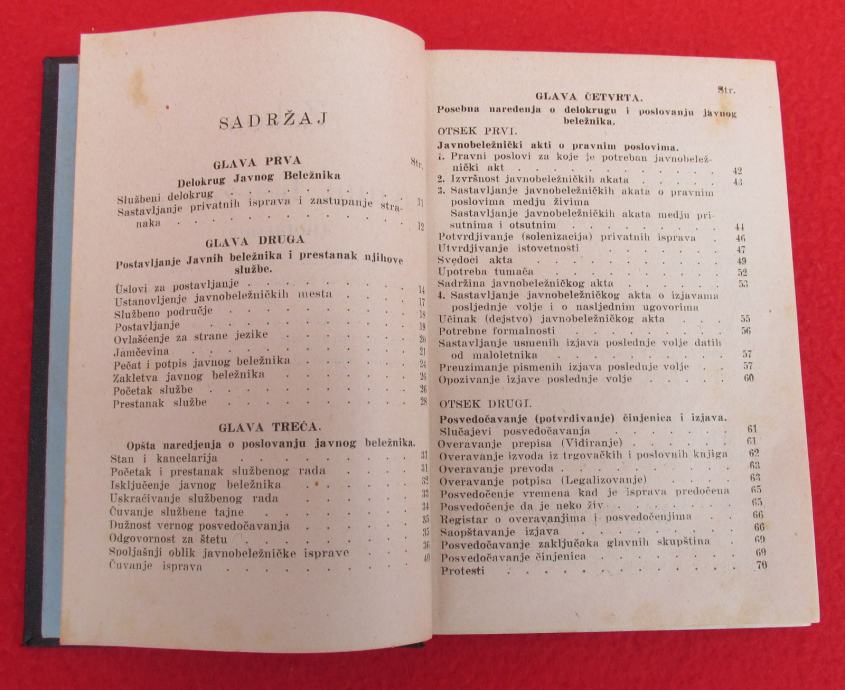 SADRŽAJ
GLAVA PRVA
Str.
Delokrug Javnog Beležnika
Službeni delokrug . . . . . . . . 11
Sastavljanje privatnih isprava i zastupanje stra-
naka . . . . . . . . . . 12
GLAVA DRUGA
Postavljanje Javnih beležnika i prestanak njihove
službe.
Uslovi za postavljanje . . . . . . . 14
Ustanovljenje javnobeležničkih mesta . . . . 17
Službeno područje . . . . . . . . 18
Postavljanje . . . . . . . . . 19
Ovlašćenje za strane jezike . . . . . . 20
Jamčevina . . . . . . . . . 21
Pečat i potpis javnog beležnika . . . . . 24
Zakletva javnog beležnika . . . . . . 26
Početak službe . . . . . . . . 26
Prestanak službe . . . . . . . . 28
GLAVA TREĆA.
Opšta naredjenja o poslovanju javnog beležnika.
Stan i kancelarija . . . . . . . . 31
Početak i prestanak službenog rada . . . . 31
Isključenje javnog beležnika . . . . . 32
Uskraćivanje službenog rada . . . . . 33
Čuvanje službene tajne . . . . . . 34
Dužnost vernog posvedočavanja . . . . . 35
Odgovornost za štetu . . . . . . . 35
Spoljašnji oblik javnobeležničke isprave . . . 36
Čuvanje isprava . . . . . . . . 40
Str.
GLAVA ČETVRTA.
Posebna naređenja o delokrugu i poslovanju javnog
beležnika.
OTSEK PRVI.
Javnobeležnički akti o pravnim poslovima.
1. Pravni poslovi za koje je potreban javnobelež-
nički akt . . . . . . . . . 42
2. Izvršnost javnobeležničkih akata . . . . . 43
3. Sastavljanje javnobeležničkih akata o pravnim
poslovima medju živima
Sastavljanje javnobeležničkih akata medju pri-
sutnima i otsutnim . . . . . . . 44
Potvrdjivanje (solenizacija) privatnih isprava . . 46
Utvrdjivanje istovetnosti . . . . . . 47
Svedoci akta . . . . . . . . . 49
Upotreba tumača . . . . . . . . 52
Sadržina javnobeležničkog akta . . . . . 53
4. Sastavljanje javnobeležničkog akta o izjavama
posljednje volje i o nasljednim ugovorima
Učinak (dejstvo) javnobeležničkog akta . . . 55
Potrebne formalnosti . . . . . . . 56
Sastavljanje usmenih izjava poslednje volje datih
od maloletnika . . . . . . . . 57
Preuzimanje pismenih izjava poslednje volje . . 57
Opozivanje izjave poslednje volje . . . . . 60
OTSEK DRUGI.
Posvedočavanje (potvrđivanje) činjenica i izjava.
Slučajevi posvedočavanja . . . . . . 61
Overavanje prepisa (Vidiranje) . . . . . 61
Overavanje izvoda iz trgovačkih i poslovnih knjiga 62
Overavanje prevoda . . . . . . . 63
Overavanje potpisa (Legalizovanje) . . . . 63
Posvedočenje vremena kad je isprava predočena 65
Posvedočenje da je neko živ . . . . . . 65
Registar o overavanjima i posvedočenjima . . 66
Saopštavanje izjava . . . . . . . 66
Posvedočavanje zaključaka glavnih skupština . . 69
Posvedočavanje činjenica . . . . . . 69
Protesti . . . . . . . . . . 70